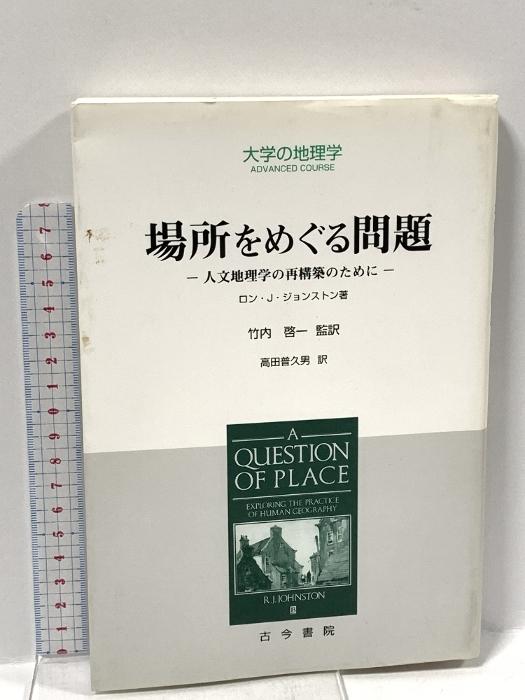 大学の地理学
ADVANCED COURSE
場所をめぐる問題
― 人文地理学の再構築のために ―
ロン・J・ジョンストン著
竹内 啓一 監訳
高田普久男 訳
A
QUESTION
OF PLACE
EXPLORING THE PRACTICE
OF HUMAN GEOGRAPHY
R.J. JOHNSTON
B
古今書院